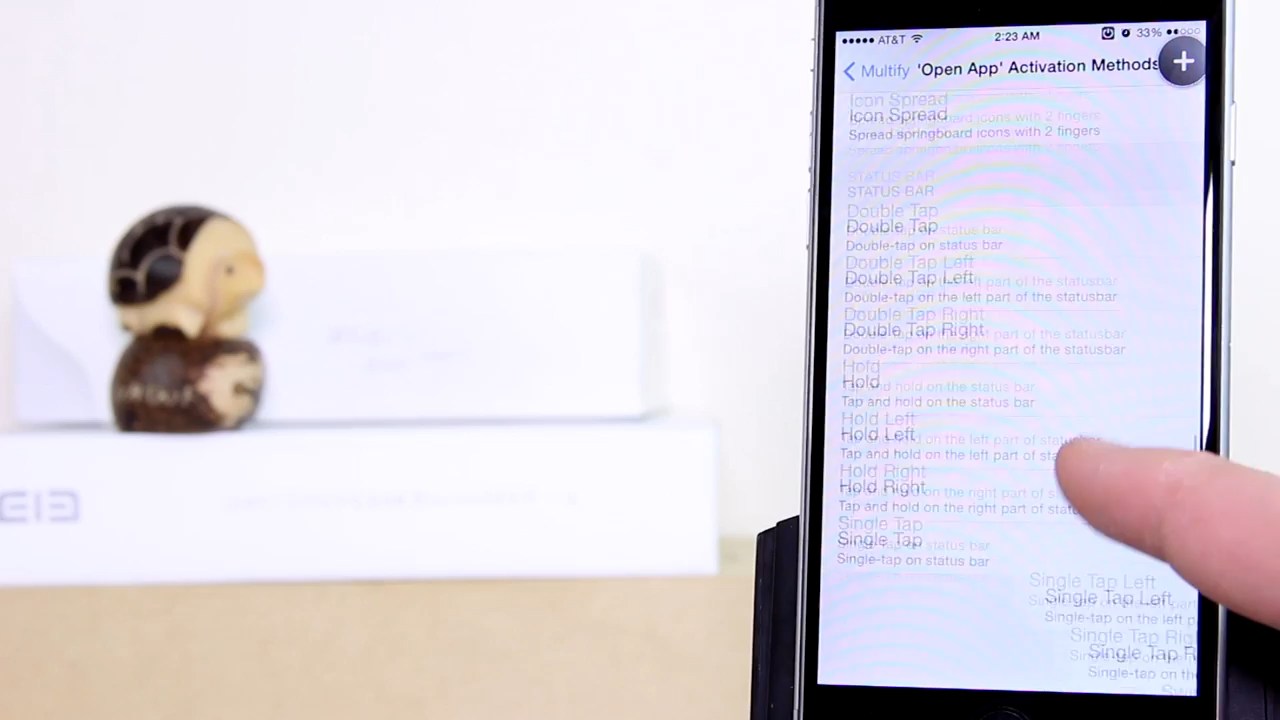 ●●●●● AT&T 2:23 AM 33%
Multify 'Open App' Activation Methods
+
Icon Spread
Spread springboard icons with 2 fingers
STATUS BAR
Double Tap
Double-tap on status bar
Double Tap Left
Double-tap on the left part of the statusbar
Double Tap Right
Double-tap on the right part of the statusbar
Hold
Tap and hold on the status bar
Hold Left
Tap and hold on the left part of
Hold Right
Tap and hold on the right part of
Single Tap
Single-tap on status bar
Single Tap Left
Single-tap on the left p
Single Tap R
Single-tap on th